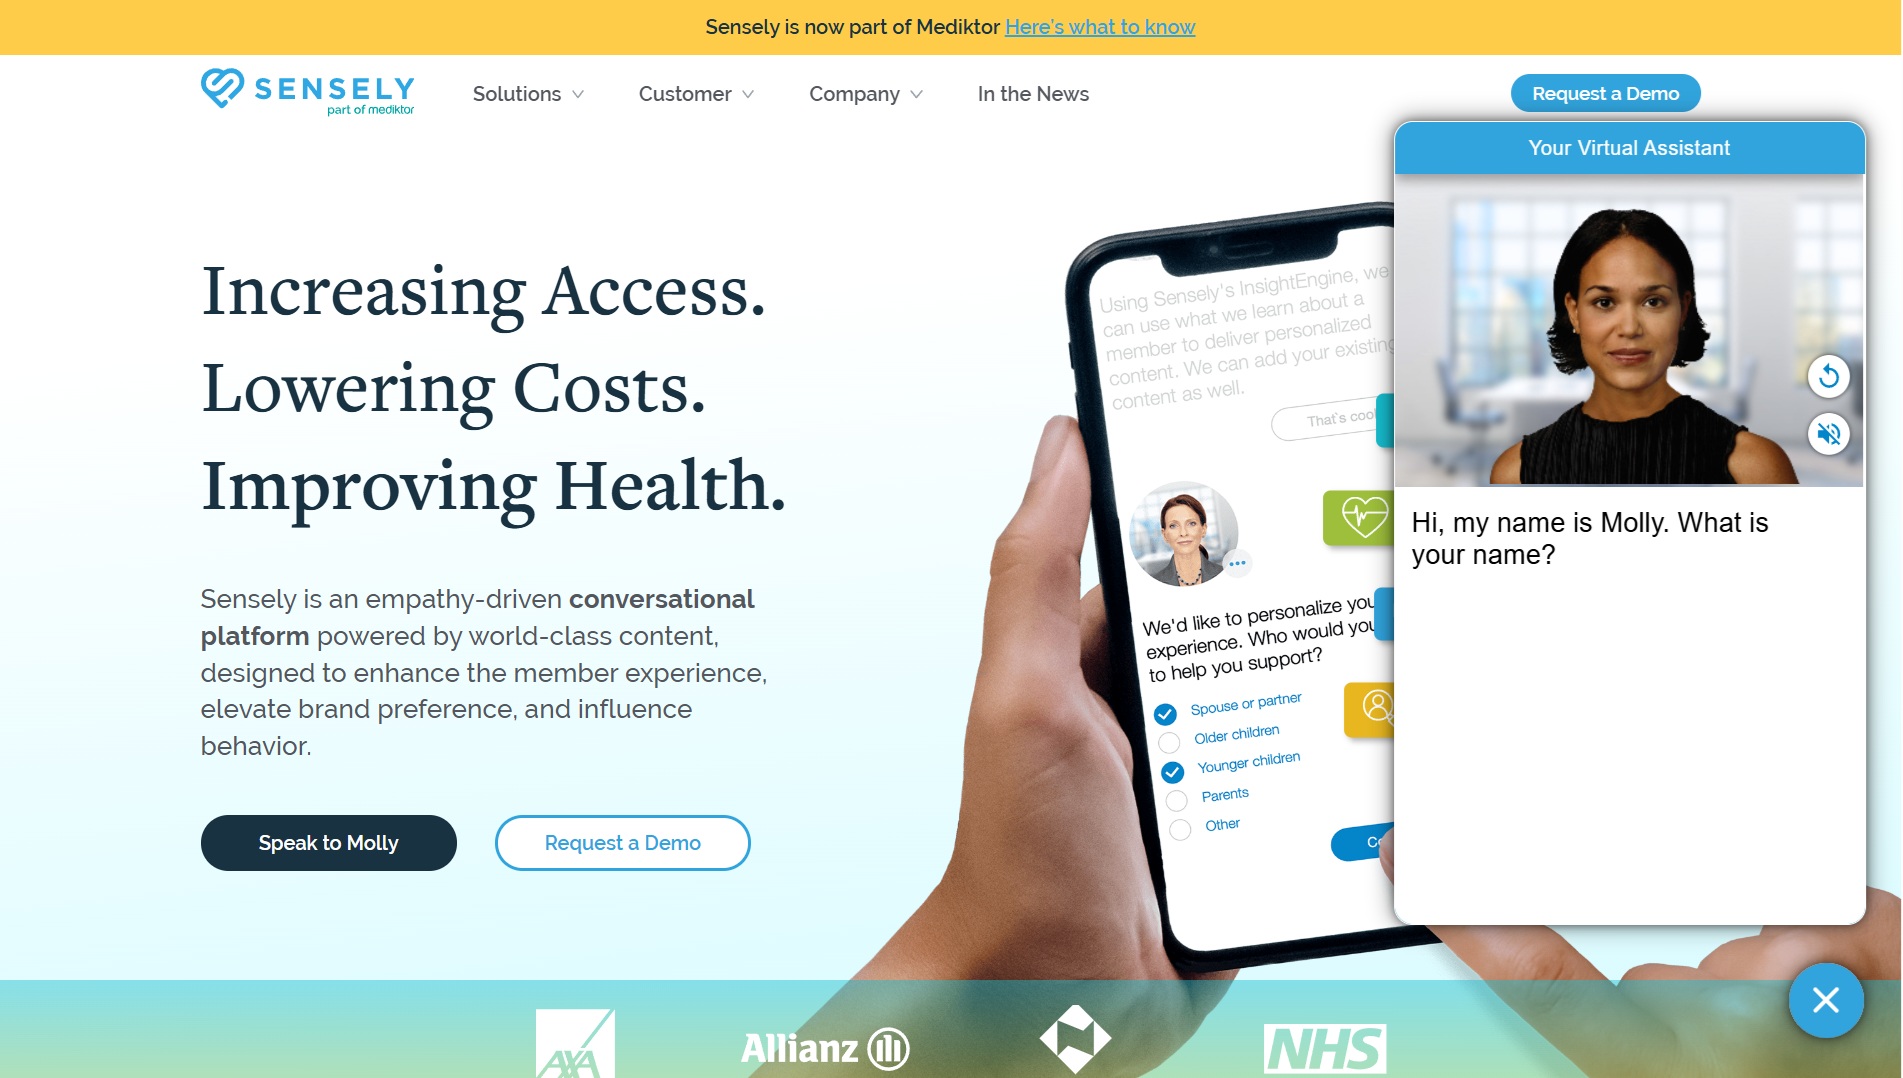 Sensely is now part of Mediktor Here's what to know
SENSELY
part of mediktor
Solutions
Customer
Company
In the News
Request a Demo
Increasing Access.
Lowering Costs.
Improving Health.
Sensely is an empathy-driven conversational
platform powered by world-class content,
designed to enhance the member experience,
elevate brand preference, and influence
behavior.
Speak to Molly
Request a Demo
Using Sensely's InsightEngine, we
can use what we learn about a
member to deliver personalized
content. We can add your existing
content as well.
That's cool
We'd like to personalize you
experience. Who would you
to help you support?
Spouse or partner
Older children
Younger children
Parents
Other
Your Virtual Assistant
Hi, my name is Molly. What is
your name?
AXA
Allianz
NHS